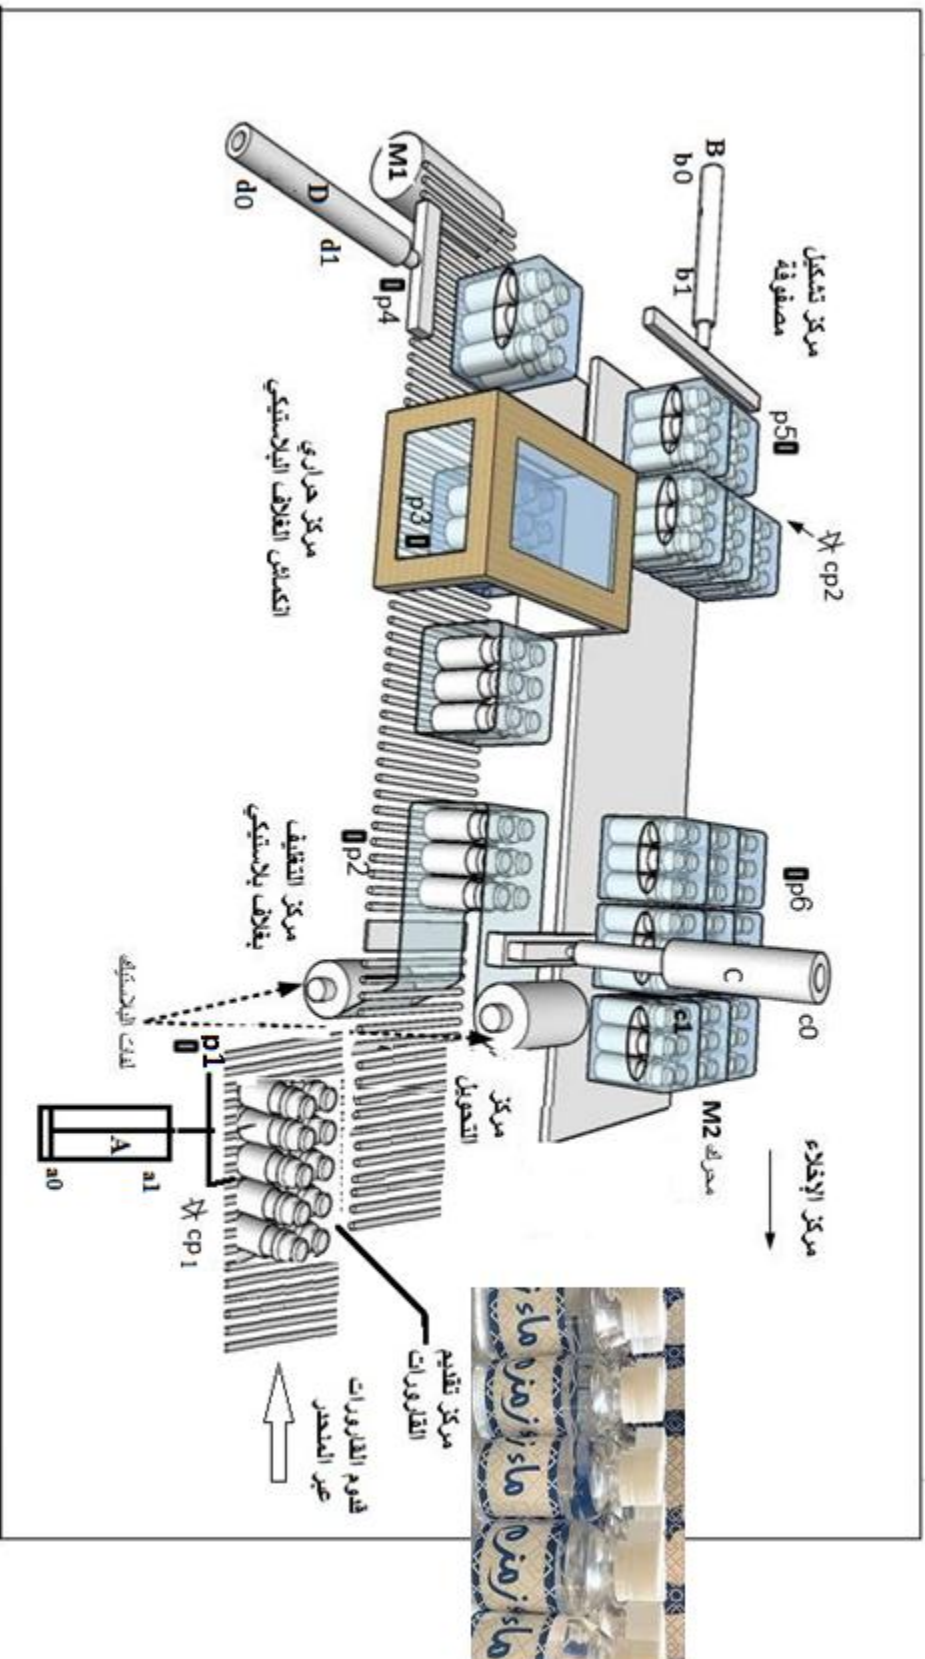 B
b0
b1
مركز تشكيل
مصفوفة
p5
cp2
M1
D
d0
d1
p4
مركز حراري
انكماش الغلاف البلاستيكي
p3
p2
مركز التغليف
بغلاف بلاستيكي
p6
C
c0
c1
محرك M2
مركز الإخلاء
لفات البلاستيك
مركز
التحويل
p1
A
a0
a1
cp1
مركز تقديم
القارورات
قدوم القارورات
عبر المنحدر
ماء زمزم
ماء زمزم
ماء